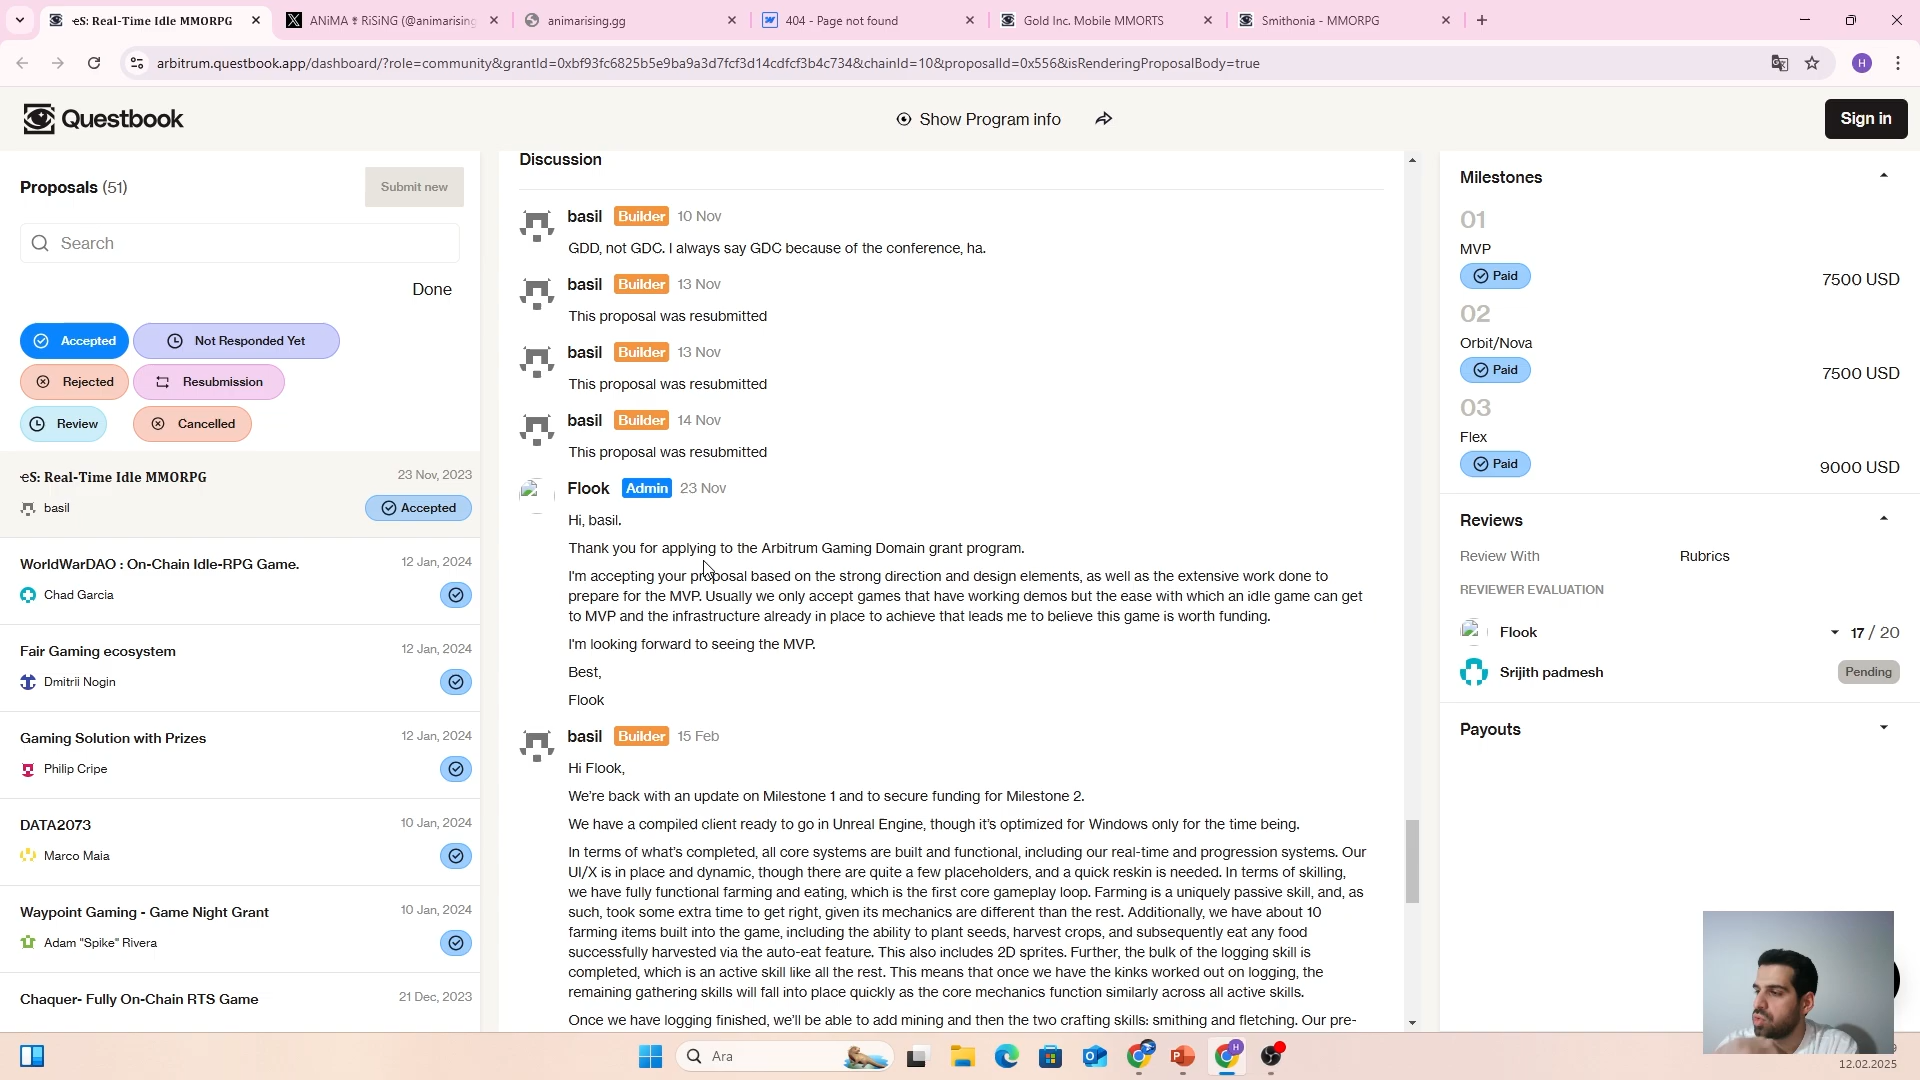 eS: Real-Time Idle MMORPG
ANiMA RiSiNG (@animarising
animarising.gg
404 - Page not found
Gold Inc. Mobile MMORTS
Smithonia - MMORPG
arbitrum.questbook.app/dashboard/?role=community&grantId=0xbf93fc6825b5e9ba9a3d7fcf3d14cdfcf3b4c734&chainId=10&proposalId=0x556&isRenderingProposalBody=true
H
Questbook
Show Program info
Sign in
Proposals (51)
Submit new
Search
Done
Accepted
Not Responded Yet
Rejected
Resubmission
Review
Cancelled
eS: Real-Time Idle MMORPG
23 Nov, 2023
basil
Accepted
WorldWarDAO : On-Chain Idle-RPG Game.
12 Jan, 2024
Chad Garcia
Fair Gaming ecosystem
12 Jan, 2024
Dmitrii Nogin
Gaming Solution with Prizes
12 Jan, 2024
Philip Cripe
DATA2073
10 Jan, 2024
Marco Maia
Waypoint Gaming - Game Night Grant
10 Jan, 2024
Adam "Spike" Rivera
Chaquer- Fully On-Chain RTS Game
21 Dec, 2023
Discussion
basil Builder 10 Nov
GDD, not GDC. I always say GDC because of the conference, ha.
basil Builder 13 Nov
This proposal was resubmitted
basil Builder 13 Nov
This proposal was resubmitted
basil Builder 14 Nov
This proposal was resubmitted
Flook Admin 23 Nov
Hi, basil.
Thank you for applying to the Arbitrum Gaming Domain grant program.
I'm accepting your proposal based on the strong direction and design elements, as well as the extensive work done to
prepare for the MVP. Usually we only accept games that have working demos but the ease with which an idle game can get
to MVP and the infrastructure already in place to achieve that leads me to believe this game is worth funding.
I'm looking forward to seeing the MVP.
Best,
Flook
basil Builder 15 Feb
Hi Flook,
We're back with an update on Milestone 1 and to secure funding for Milestone 2.
We have a compiled client ready to go in Unreal Engine, though it's optimized for Windows only for the time being.
In terms of what's completed, all core systems are built and functional, including our real-time and progression systems. Our
UI/X is in place and dynamic, though there are quite a few placeholders, and a quick reskin is needed. In terms of skilling,
we have fully functional farming and eating, which is the first core gameplay loop. Farming is a uniquely passive skill, and, as
such, took some extra time to get right, given its mechanics are different than the rest. Additionally, we have about 10
farming items built into the game, including the ability to plant seeds, harvest crops, and subsequently eat any food
successfully harvested via the auto-eat feature. This also includes 2D sprites. Further, the bulk of the logging skill is
completed, which is an active skill like all the rest. This means that once we have the kinks worked out on logging, the
remaining gathering skills will fall into place quickly as the core mechanics function similarly across all active skills.
Once we have logging finished, we'll be able to add mining and then the two crafting skills: smithing and fletching. Our pre-
Milestones
01
MVP
Paid
7500 USD
02
Orbit/Nova
Paid
7500 USD
03
Flex
Paid
9000 USD
Reviews
Review With
Rubrics
REVIEWER EVALUATION
Flook
17 / 20
Srijith padmesh
Pending
Payouts
Ara
12.02.2025